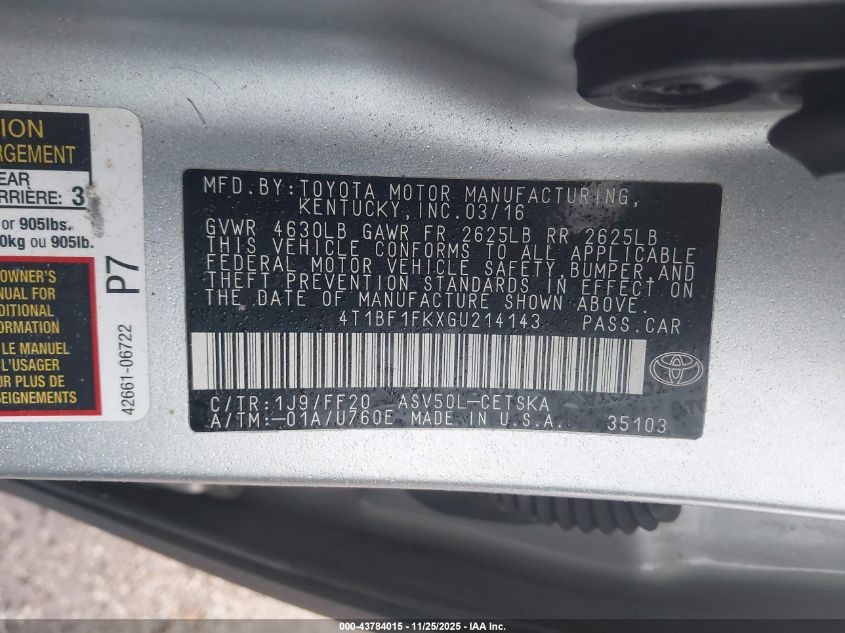 ION
RGEMENT
EAR
RRIÈRE: 3
or 905lbs.
0kg ou 905lb.
OWNER'S
NUAL FOR
DITIONAL
ORMATION
LE MANUEL
L'USAGER
UR PLUS DE
SEIGNEMENTS
P7
42661-06722
MFD.BY:TOYOTA MOTOR MANUFACTURING,
KENTUCKY,INC.03/16
GVWR 4630LB GAWR FR 2625LB RR 2625LB
THIS VEHICLE CONFORMS TO ALL APPLICABLE
FEDERAL MOTOR VEHICLE SAFETY,BUMPER,AND
THEFT PREVENTION STANDARDS IN EFFECT ON
THE DATE OF MANUFACTURE SHOWN ABOVE.
4T1BF1FKXGU214143 PASS.CAR
C/TR:1J9/FF20 ASV50L-CETSKA
A/TM:-01A/U760E MADE IN U.S.A. 35103
000-43784015 - 11/25/2025 - IAA Inc.